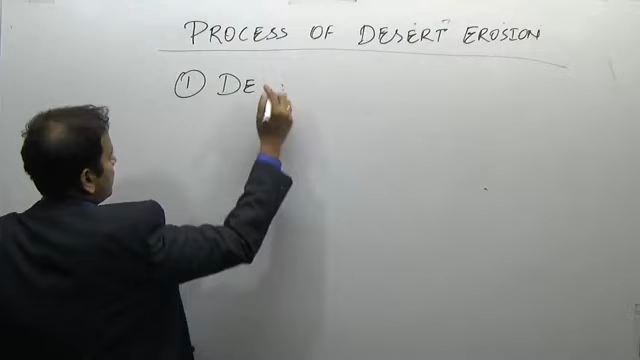 PROCESS OF DESERT EROSION
① DE